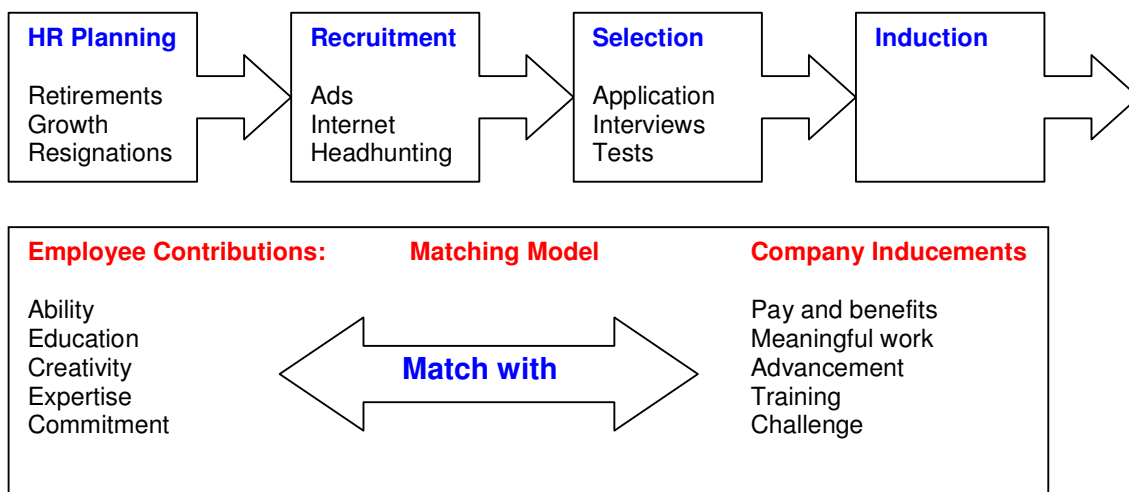 HR Planning
Retirements
Growth
Resignations
Recruitment
Ads
Internet
Headhunting
Selection
Application
Interviews
Tests
Induction
Employee Contributions:
Ability
Education
Creativity
Expertise
Commitment
Matching Model
Match with
Company Inducements
Pay and benefits
Meaningful work
Advancement
Training
Challenge